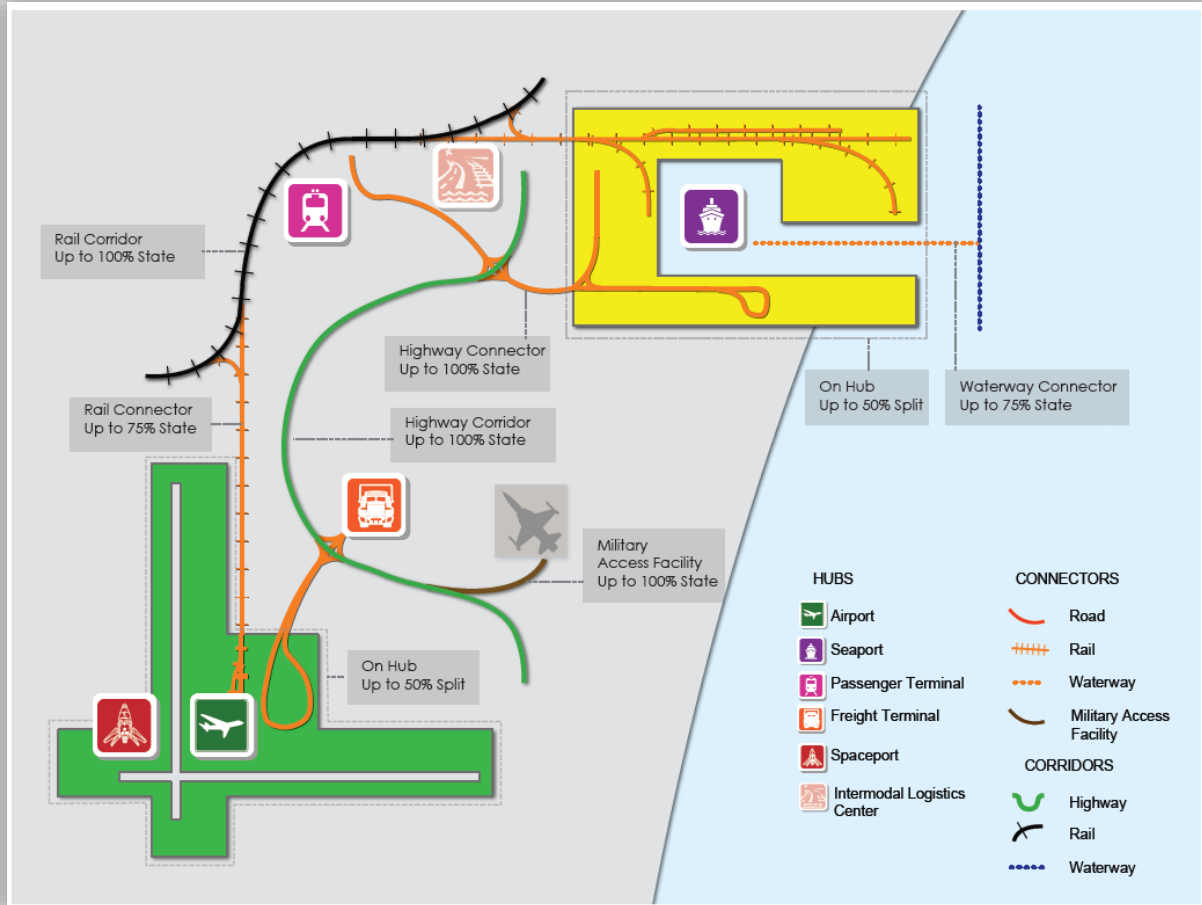 Rail Corridor
Up to 100% State
Highway Connector
Up to 100% State
On Hub
Up to 50% Split
Waterway Connector
Up to 75% State
Rail Connector
Up to 75% State
Highway Corridor
Up to 100% State
Military
Access Facility
Up to 100% State
On Hub
Up to 50% Split
HUBS
Airport
Seaport
Passenger Terminal
Freight Terminal
Spaceport
Intermodal Logistics
Center
CONNECTORS
Road
Rail
Waterway
Military Access
Facility
CORRIDORS
Highway
Rail
Waterway